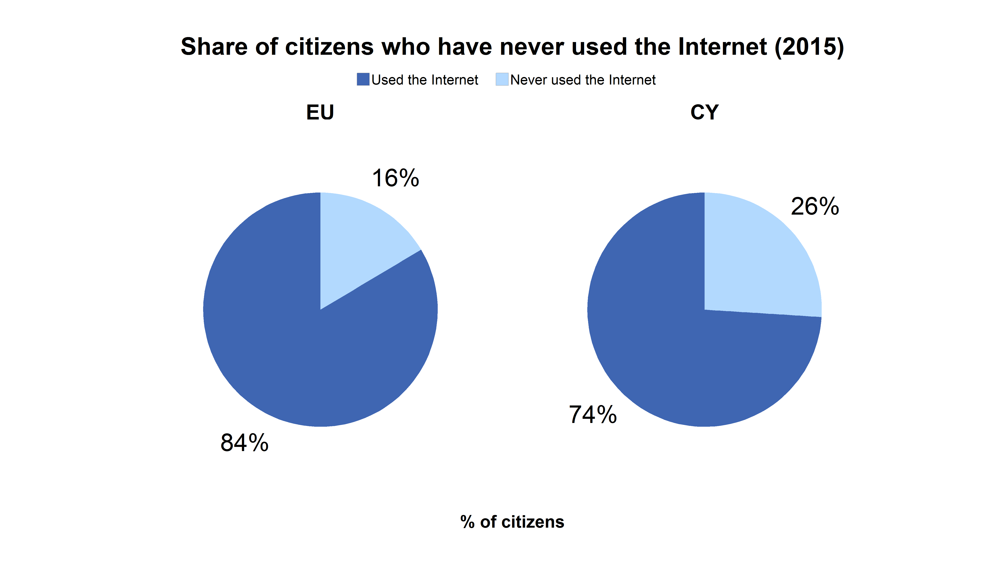 Share of citizens who have never used the Internet (2015)
Used the Internet Never used the Internet
EU CY
16%
26%
74%
84%
% of citizens